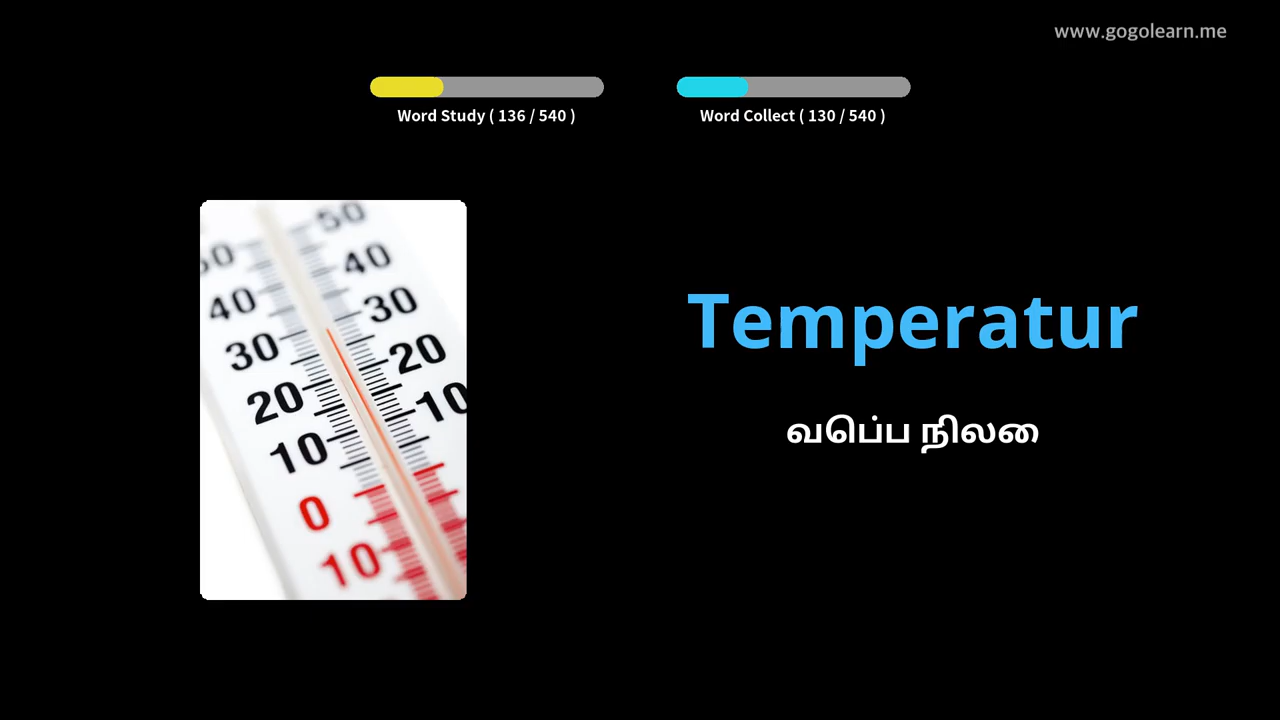 www.gogolearn.me
Word Study ( 136 / 540 )
Word Collect ( 130 / 540 )
50
40
40 30
30 20
20 10
10
0
10
Temperatur
வெப்ப நிலை